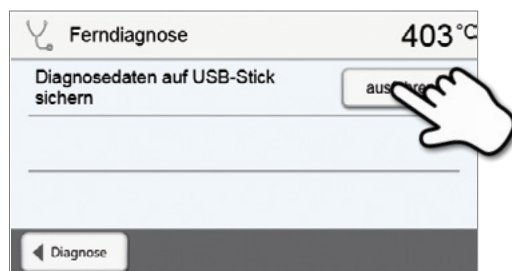 Ferndiagnose 403 °C
Diagnosedaten auf USB-Stick
sichern
Diagnose